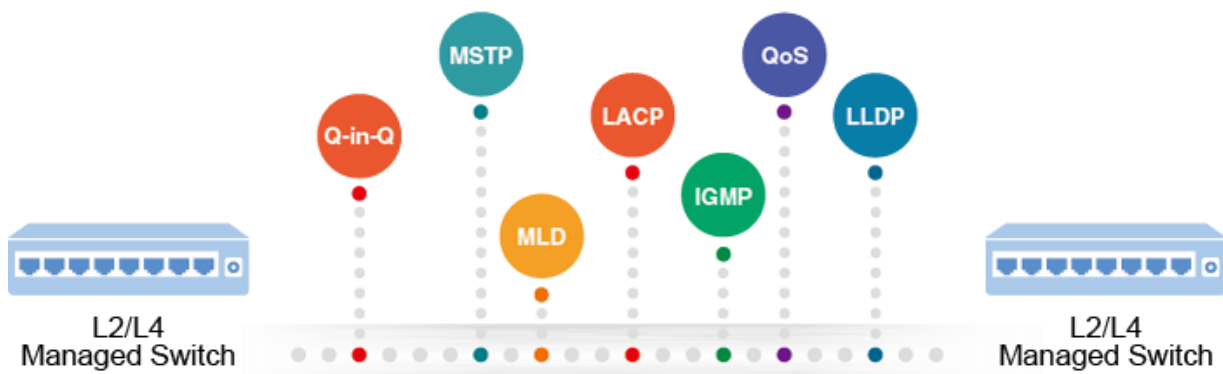 MSTP
QoS
Q-in-Q
LACP
LLDP
MLD
IGMP
L2/L4
Managed Switch
L2/L4
Managed Switch